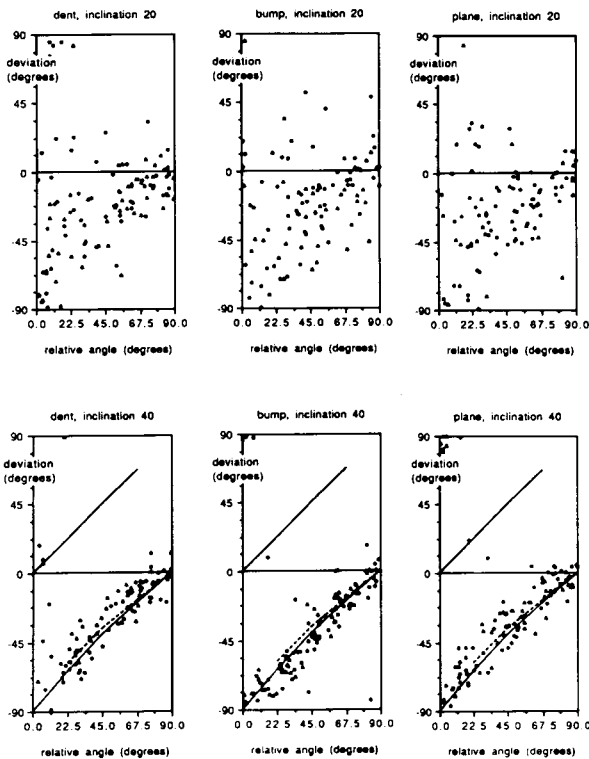 dent, inclination 20
bump, inclination 20
plane, inclination 20
90 90 90
deviation deviation deviation
(degrees) (degrees) (degrees)
45 45 45
0 0 0
-45 -45 -45
-90 -90 -90
0.0 22.5 45.0 67.5 90.0 0.0 22.5 45.0 67.5 90.0 0.0 22.5 45.0 67.5 90.0
relative angle (degrees) relative angle (degrees) relative angle (degrees)
dent, inclination 40
bump, inclination 40
plane, inclination 40
90 90 90
deviation deviation deviation
(degrees) (degrees) (degrees)
45 45 45
0 0 0
-45 -45 -45
-90 -90 -90
0.0 22.5 45.0 67.5 90.0 0.0 22.5 45.0 67.5 90.0 0.0 22.5 45.0 67.5 90.0
relative angle (degrees) relative angle (degrees) relative angle (degrees)